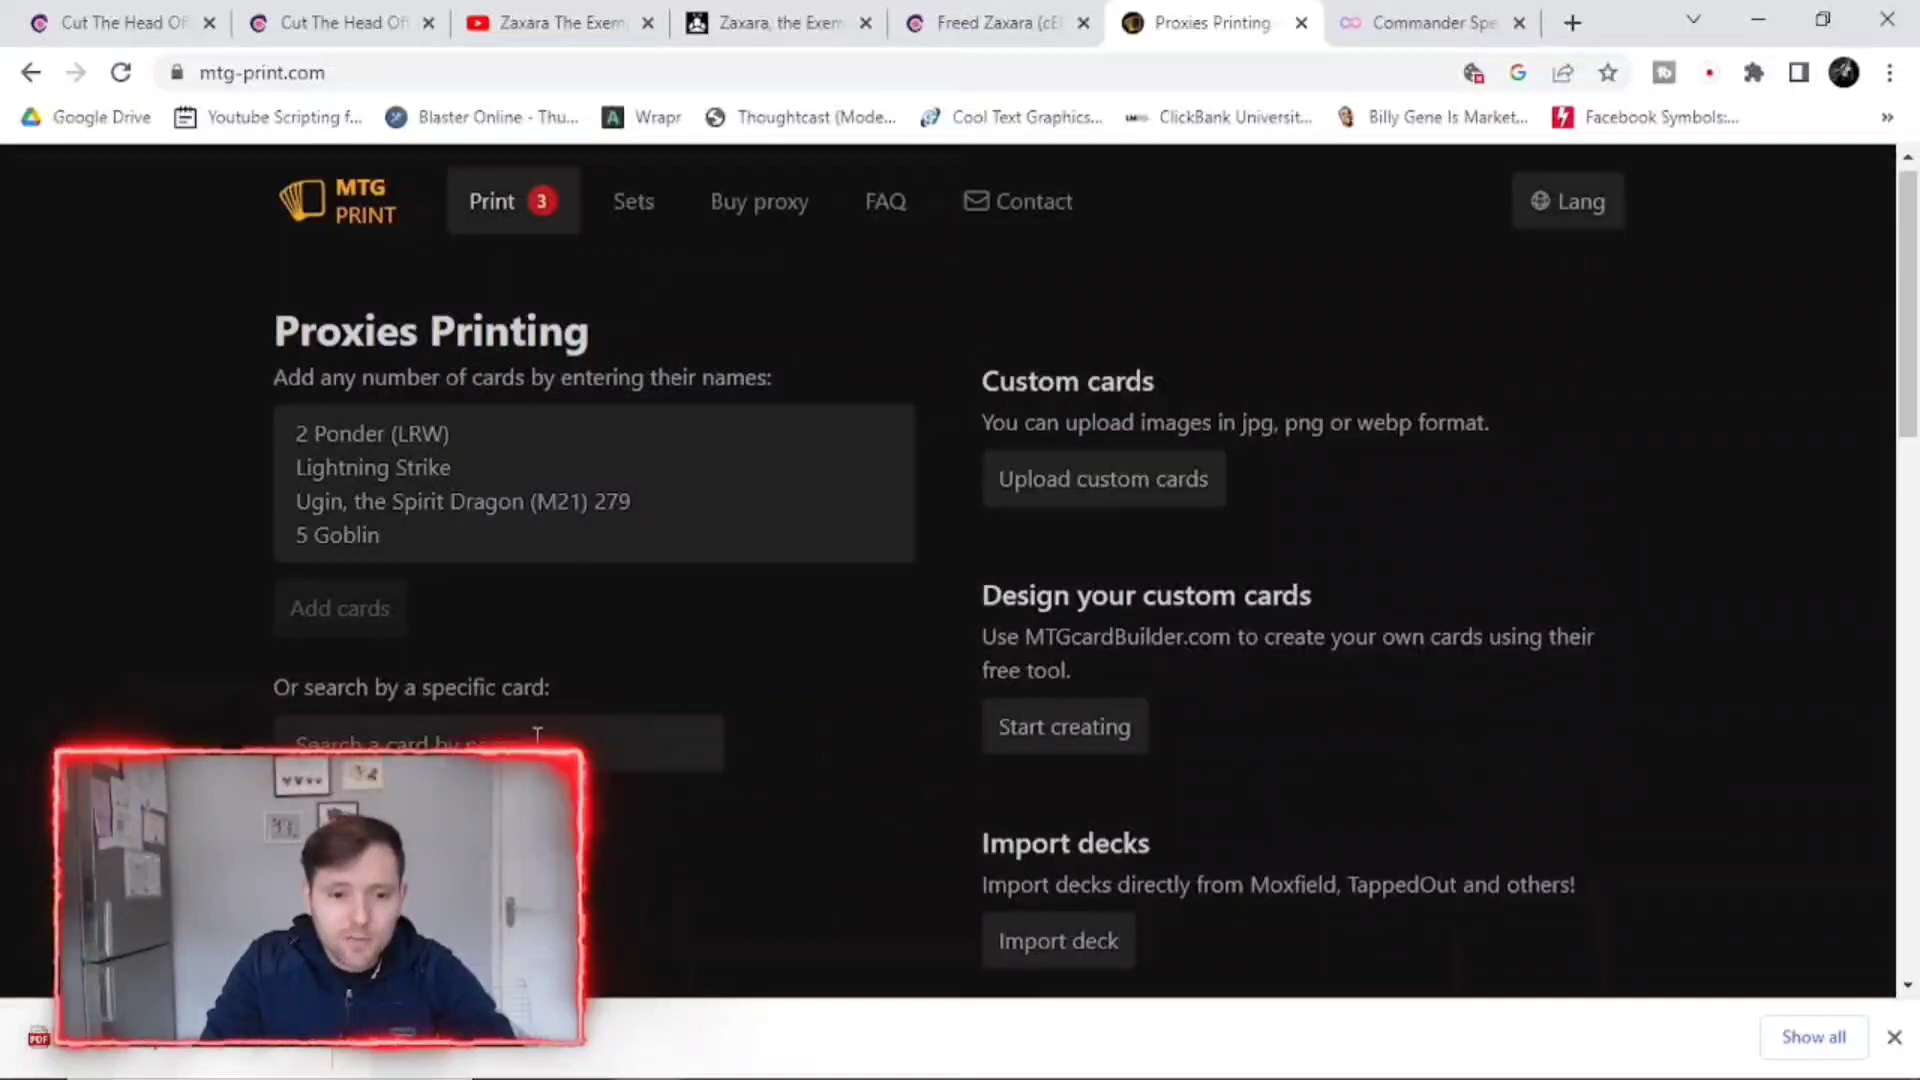 Cut The Head Of
Cut The Head Of
Zaxara The Exem
Zaxara, the Exem
Freed Zaxara (cE
Proxies Printing
Commander Spe
mtg-print.com
Google Drive
Youtube Scripting f...
Blaster Online - Thu...
Wrapr
Thoughtcast (Mode...
Cool Text Graphics...
ClickBank Universit...
Billy Gene Is Market...
Facebook Symbols:...
»
MTG
PRINT
Print 3
Sets
Buy proxy
FAQ
Contact
Lang
Proxies Printing
Add any number of cards by entering their names:
2 Ponder (LRW)
Lightning Strike
Ugin, the Spirit Dragon (M21) 279
5 Goblin
Add cards
Or search by a specific card:
Search a card by
Custom cards
You can upload images in jpg, png or webp format.
Upload custom cards
Design your custom cards
Use MTGcardBuilder.com to create your own cards using their
free tool.
Start creating
Import decks
Import decks directly from Moxfield, TappedOut and others!
Import deck
PDF
Show all